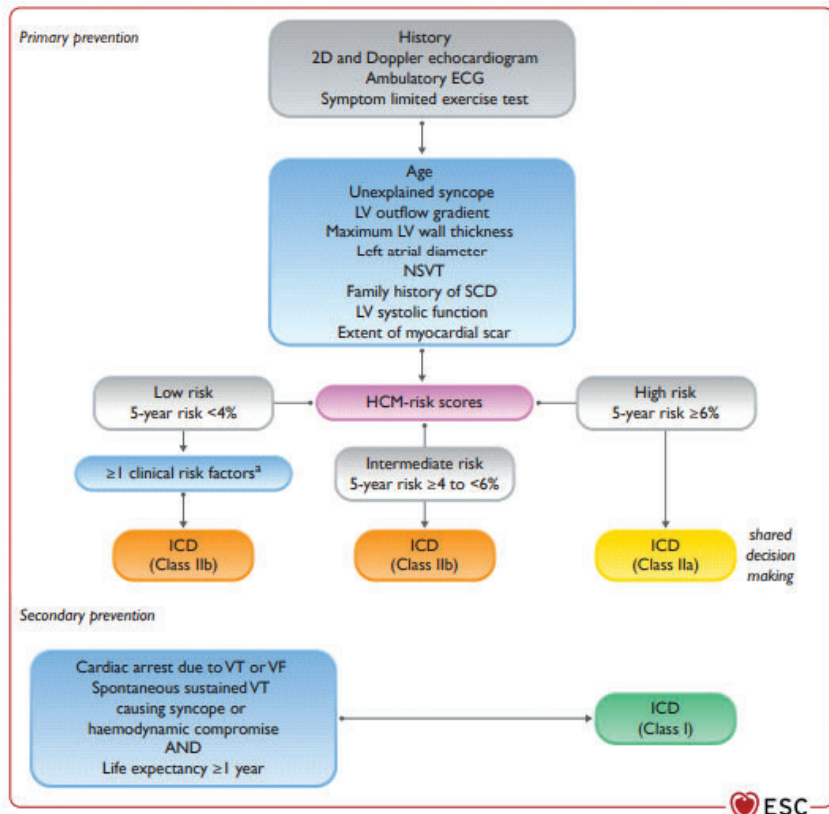 Primary prevention
History
2D and Doppler echocardiogram
Ambulatory ECG
Symptom limited exercise test
Age
Unexplained syncope
LV outflow gradient
Maximum LV wall thickness
Left atrial diameter
NSVT
Family history of SCD
LV systolic function
Extent of myocardial scar
Low risk
5-year risk <4%
HCM-risk scores
High risk
5-year risk ≥6%
≥1 clinical risk factorsᵃ
Intermediate risk
5-year risk ≥4 to <6%
ICD
(Class IIb)
ICD
(Class IIb)
ICD
(Class IIa)
shared
decision
making
Secondary prevention
Cardiac arrest due to VT or VF
Spontaneous sustained VT
causing syncope or
haemodynamic compromise
AND
Life expectancy ≥1 year
ICD
(Class I)
ESC